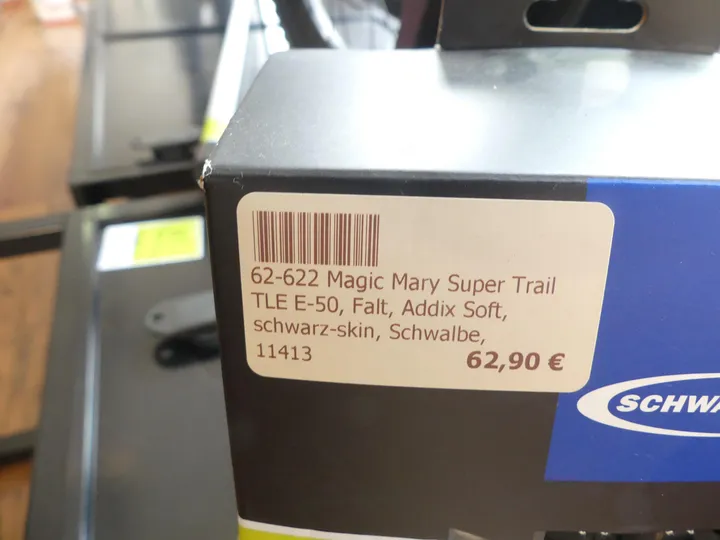 62-622 Magic Mary Super Trail
TLE E-50, Falt, Addix Soft,
schwarz-skin, Schwalbe,
11413 62,90 €
SCHWA